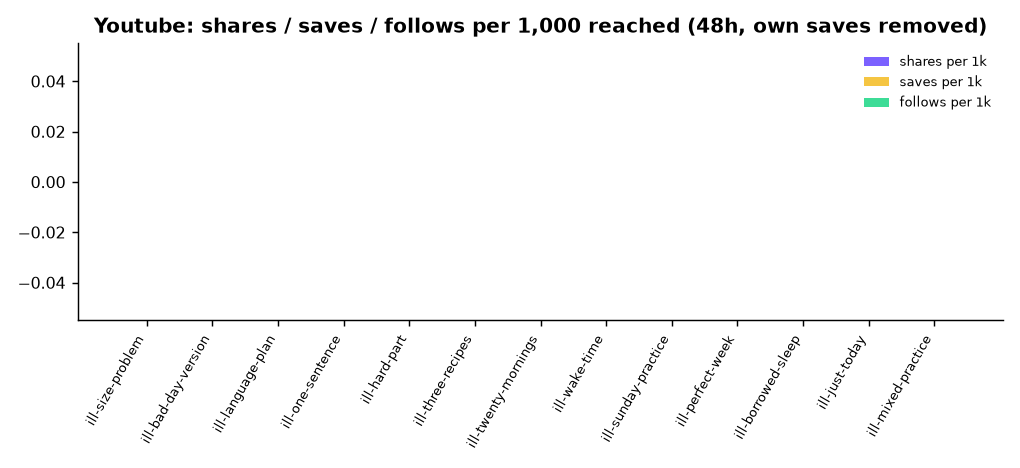 Youtube: shares / saves / follows per 1,000 reached (48h, own saves removed)
shares per 1k
saves per 1k
follows per 1k
0.04
0.02
0.00
−0.02
−0.04
ill-size-problem
ill-bad-day-version
ill-language-plan
ill-one-sentence
ill-hard-part
ill-three-recipes
ill-twenty-mornings
ill-wake-time
ill-sunday-practice
ill-perfect-week
ill-borrowed-sleep
ill-just-today
ill-mixed-practice